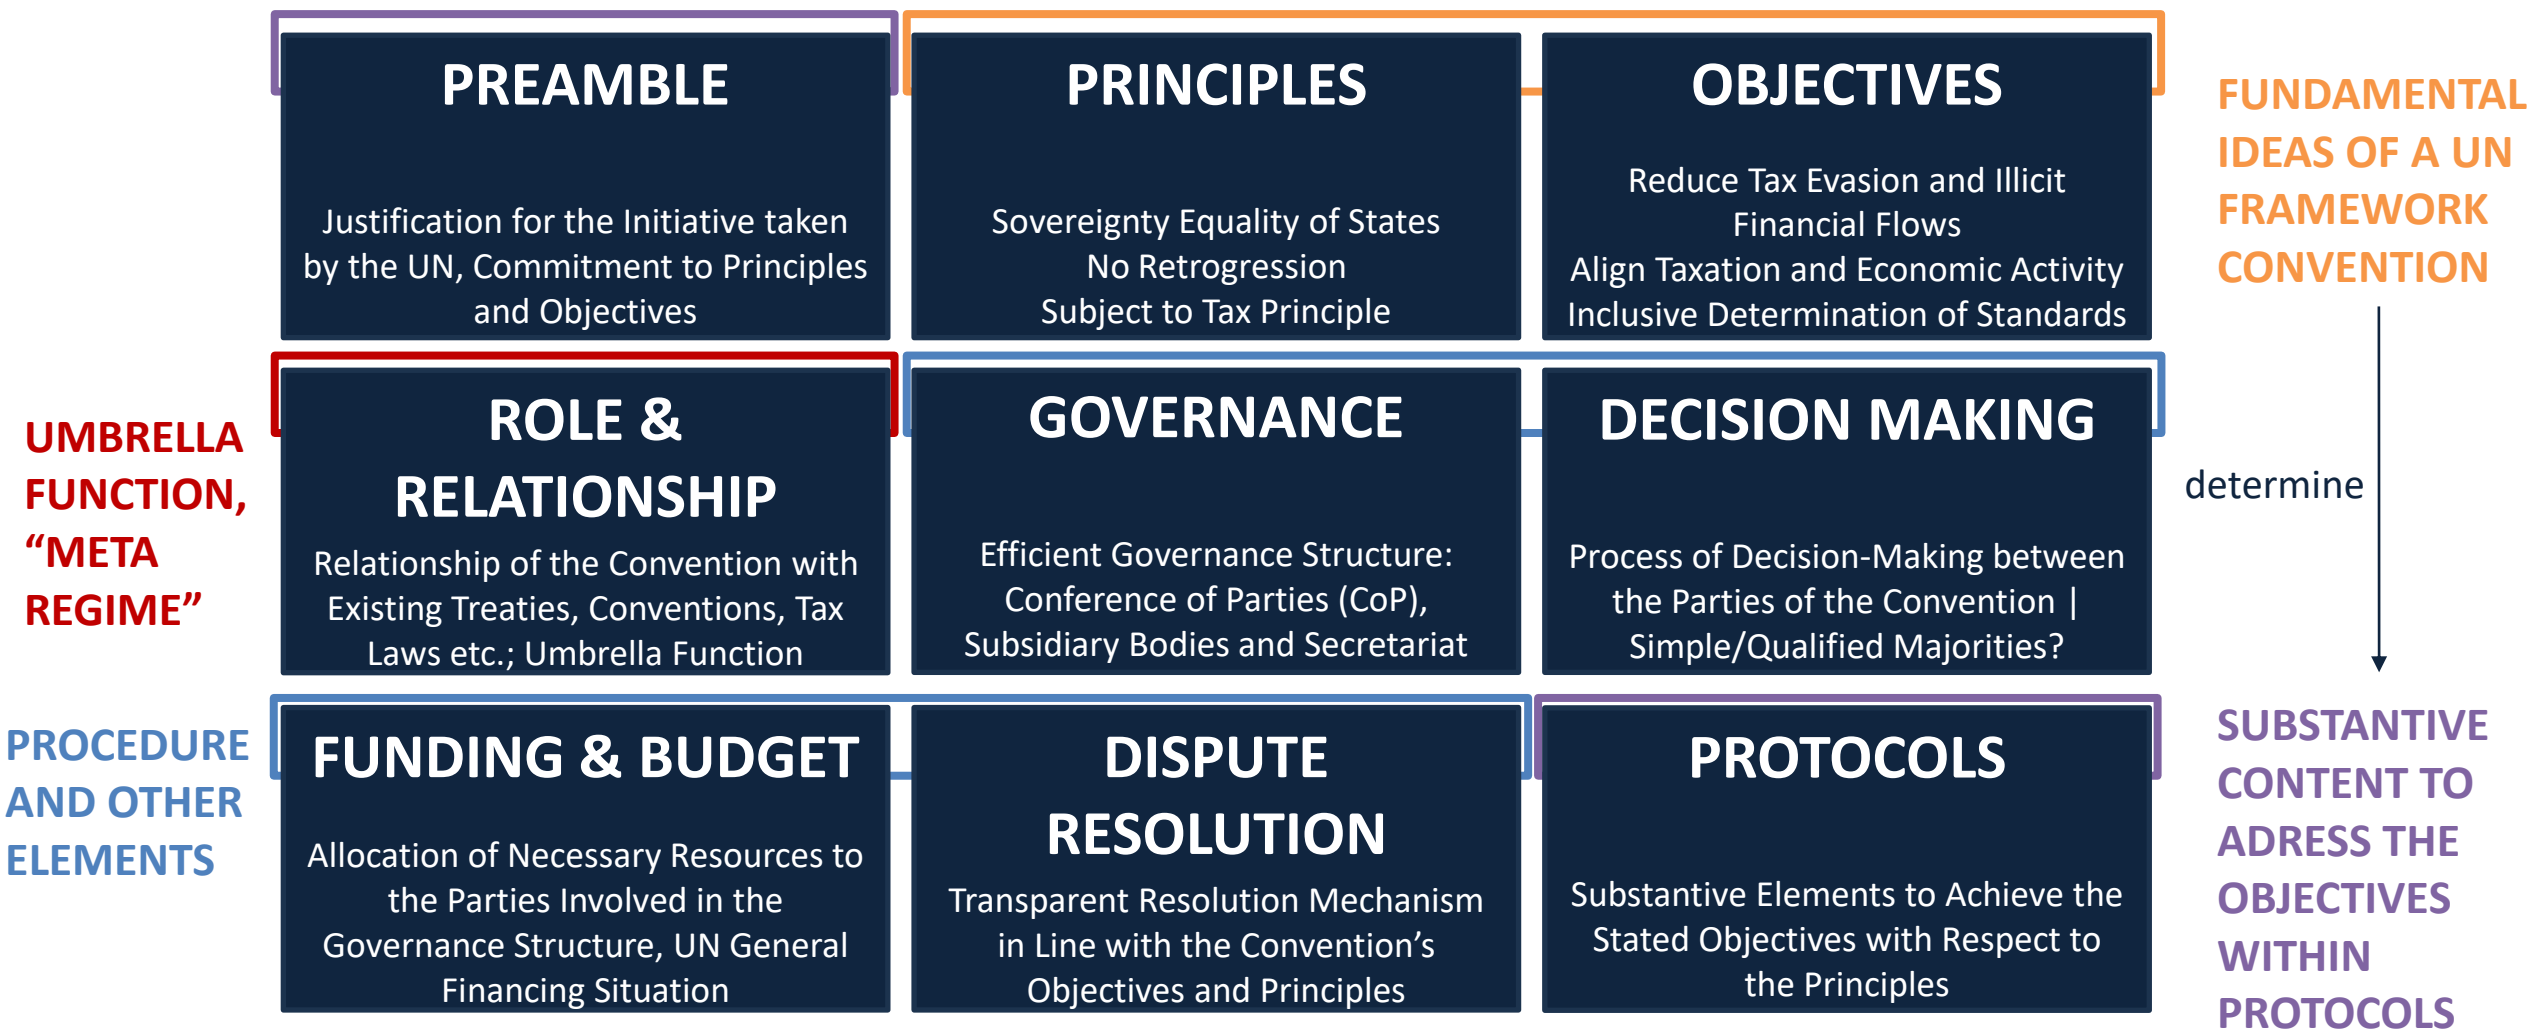 PREAMBLE
Justification for the Initiative taken
by the UN, Commitment to Principles
and Objectives
PRINCIPLES
Sovereignty Equality of States
No Retrogression
Subject to Tax Principle
OBJECTIVES
Reduce Tax Evasion and Illicit
Financial Flows
Align Taxation and Economic Activity
Inclusive Determination of Standards
FUNDAMENTAL
IDEAS OF A UN
FRAMEWORK
CONVENTION
UMBRELLA
FUNCTION,
“META
REGIME”
ROLE &
RELATIONSHIP
Relationship of the Convention with
Existing Treaties, Conventions, Tax
Laws etc.; Umbrella Function
GOVERNANCE
Efficient Governance Structure:
Conference of Parties (CoP),
Subsidiary Bodies and Secretariat
DECISION MAKING
Process of Decision-Making between
the Parties of the Convention |
Simple/Qualified Majorities?
determine
PROCEDURE
AND OTHER
ELEMENTS
FUNDING & BUDGET
Allocation of Necessary Resources to
the Parties Involved in the
Governance Structure, UN General
Financing Situation
DISPUTE
RESOLUTION
Transparent Resolution Mechanism
in Line with the Convention’s
Objectives and Principles
PROTOCOLS
Substantive Elements to Achieve the
Stated Objectives with Respect to
the Principles
SUBSTANTIVE
CONTENT TO
ADRESS THE
OBJECTIVES
WITHIN
PROTOCOLS